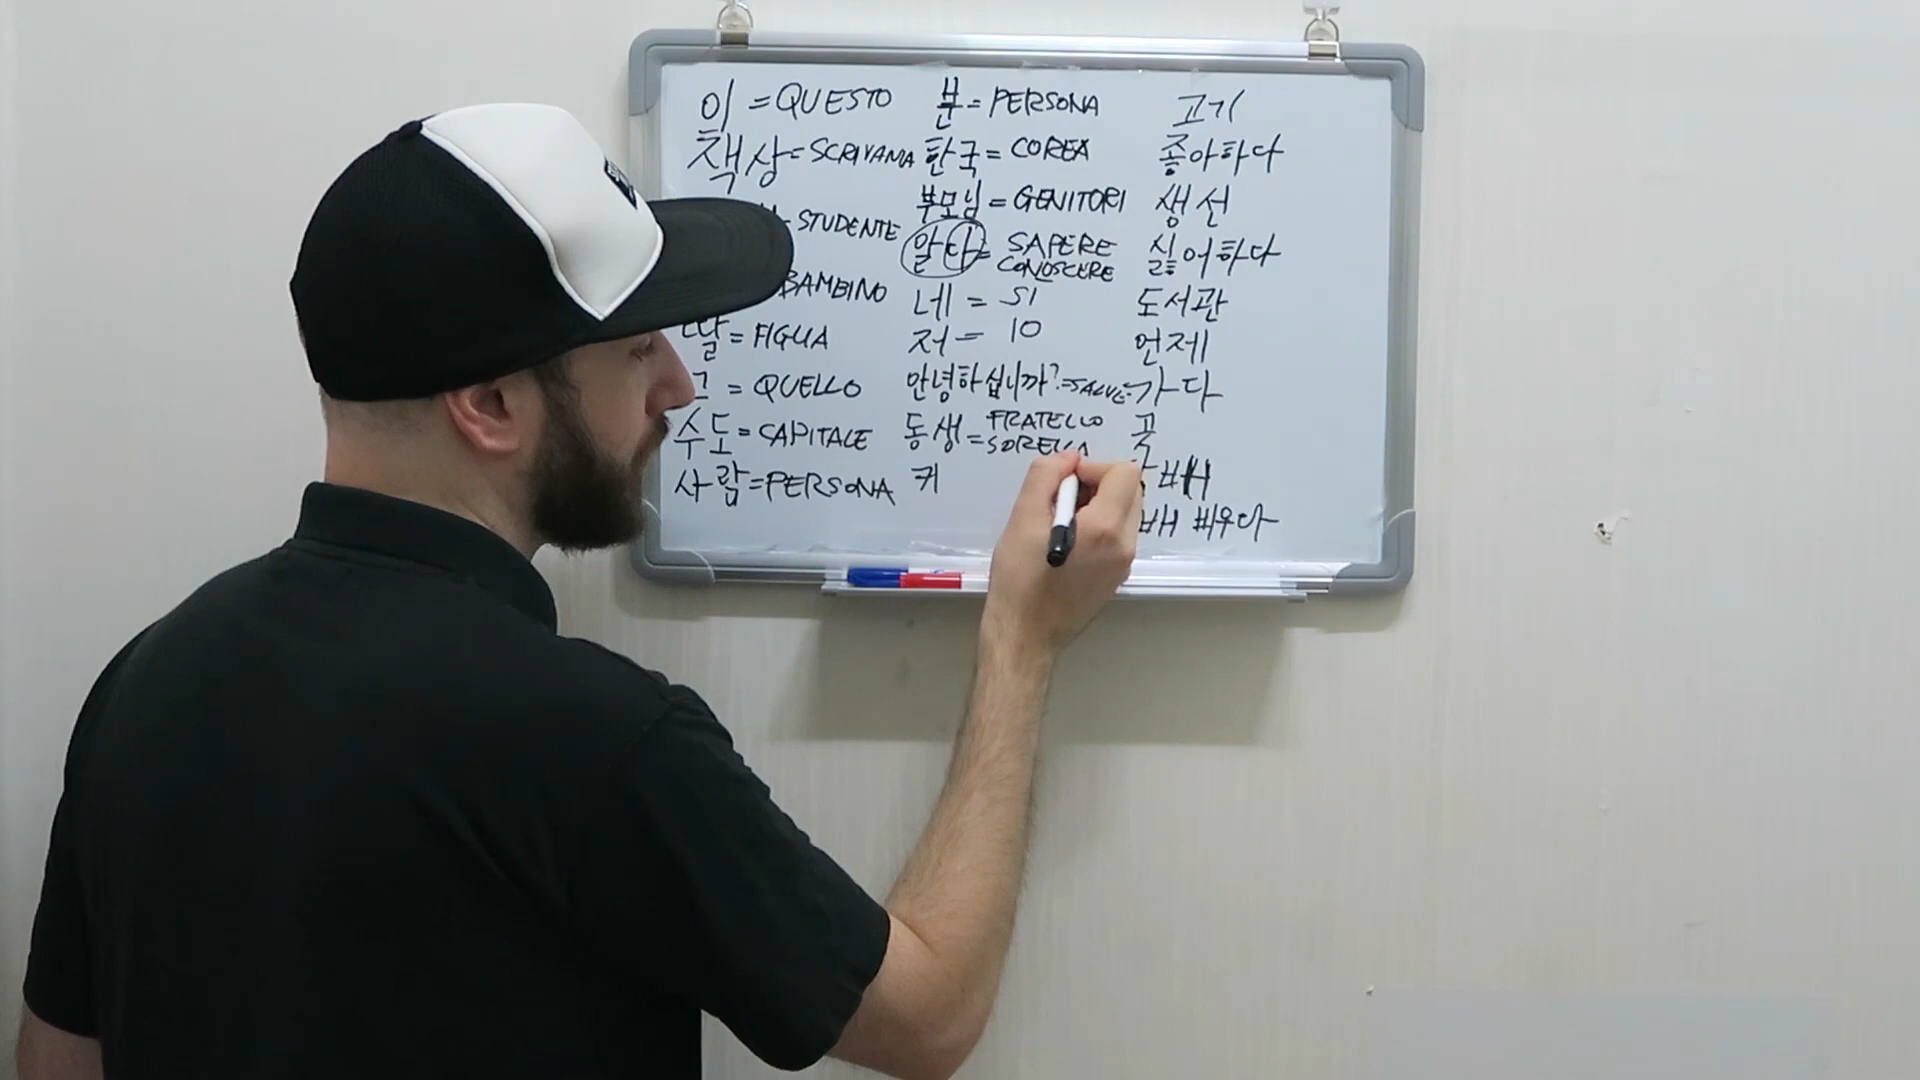 이 = QUESTO
책상 = SCRIVANIA
= STUDENTE
BAMBINO
딸 = FIGLIA
그 = QUELLO
수도 = CAPITALE
사람 = PERSONA
분 = PERSONA
한국 = COREA
부모님 = GENITORI
알다 = SAPERE
CONOSCERE
네 = SI
저 = IO
안녕하십니까? = SALVE
동생 = FRATELLO
SORELLA
커
고기
좋아하다
생선
싫어하다
도서관
언제
가다
곳
배
배 피우다